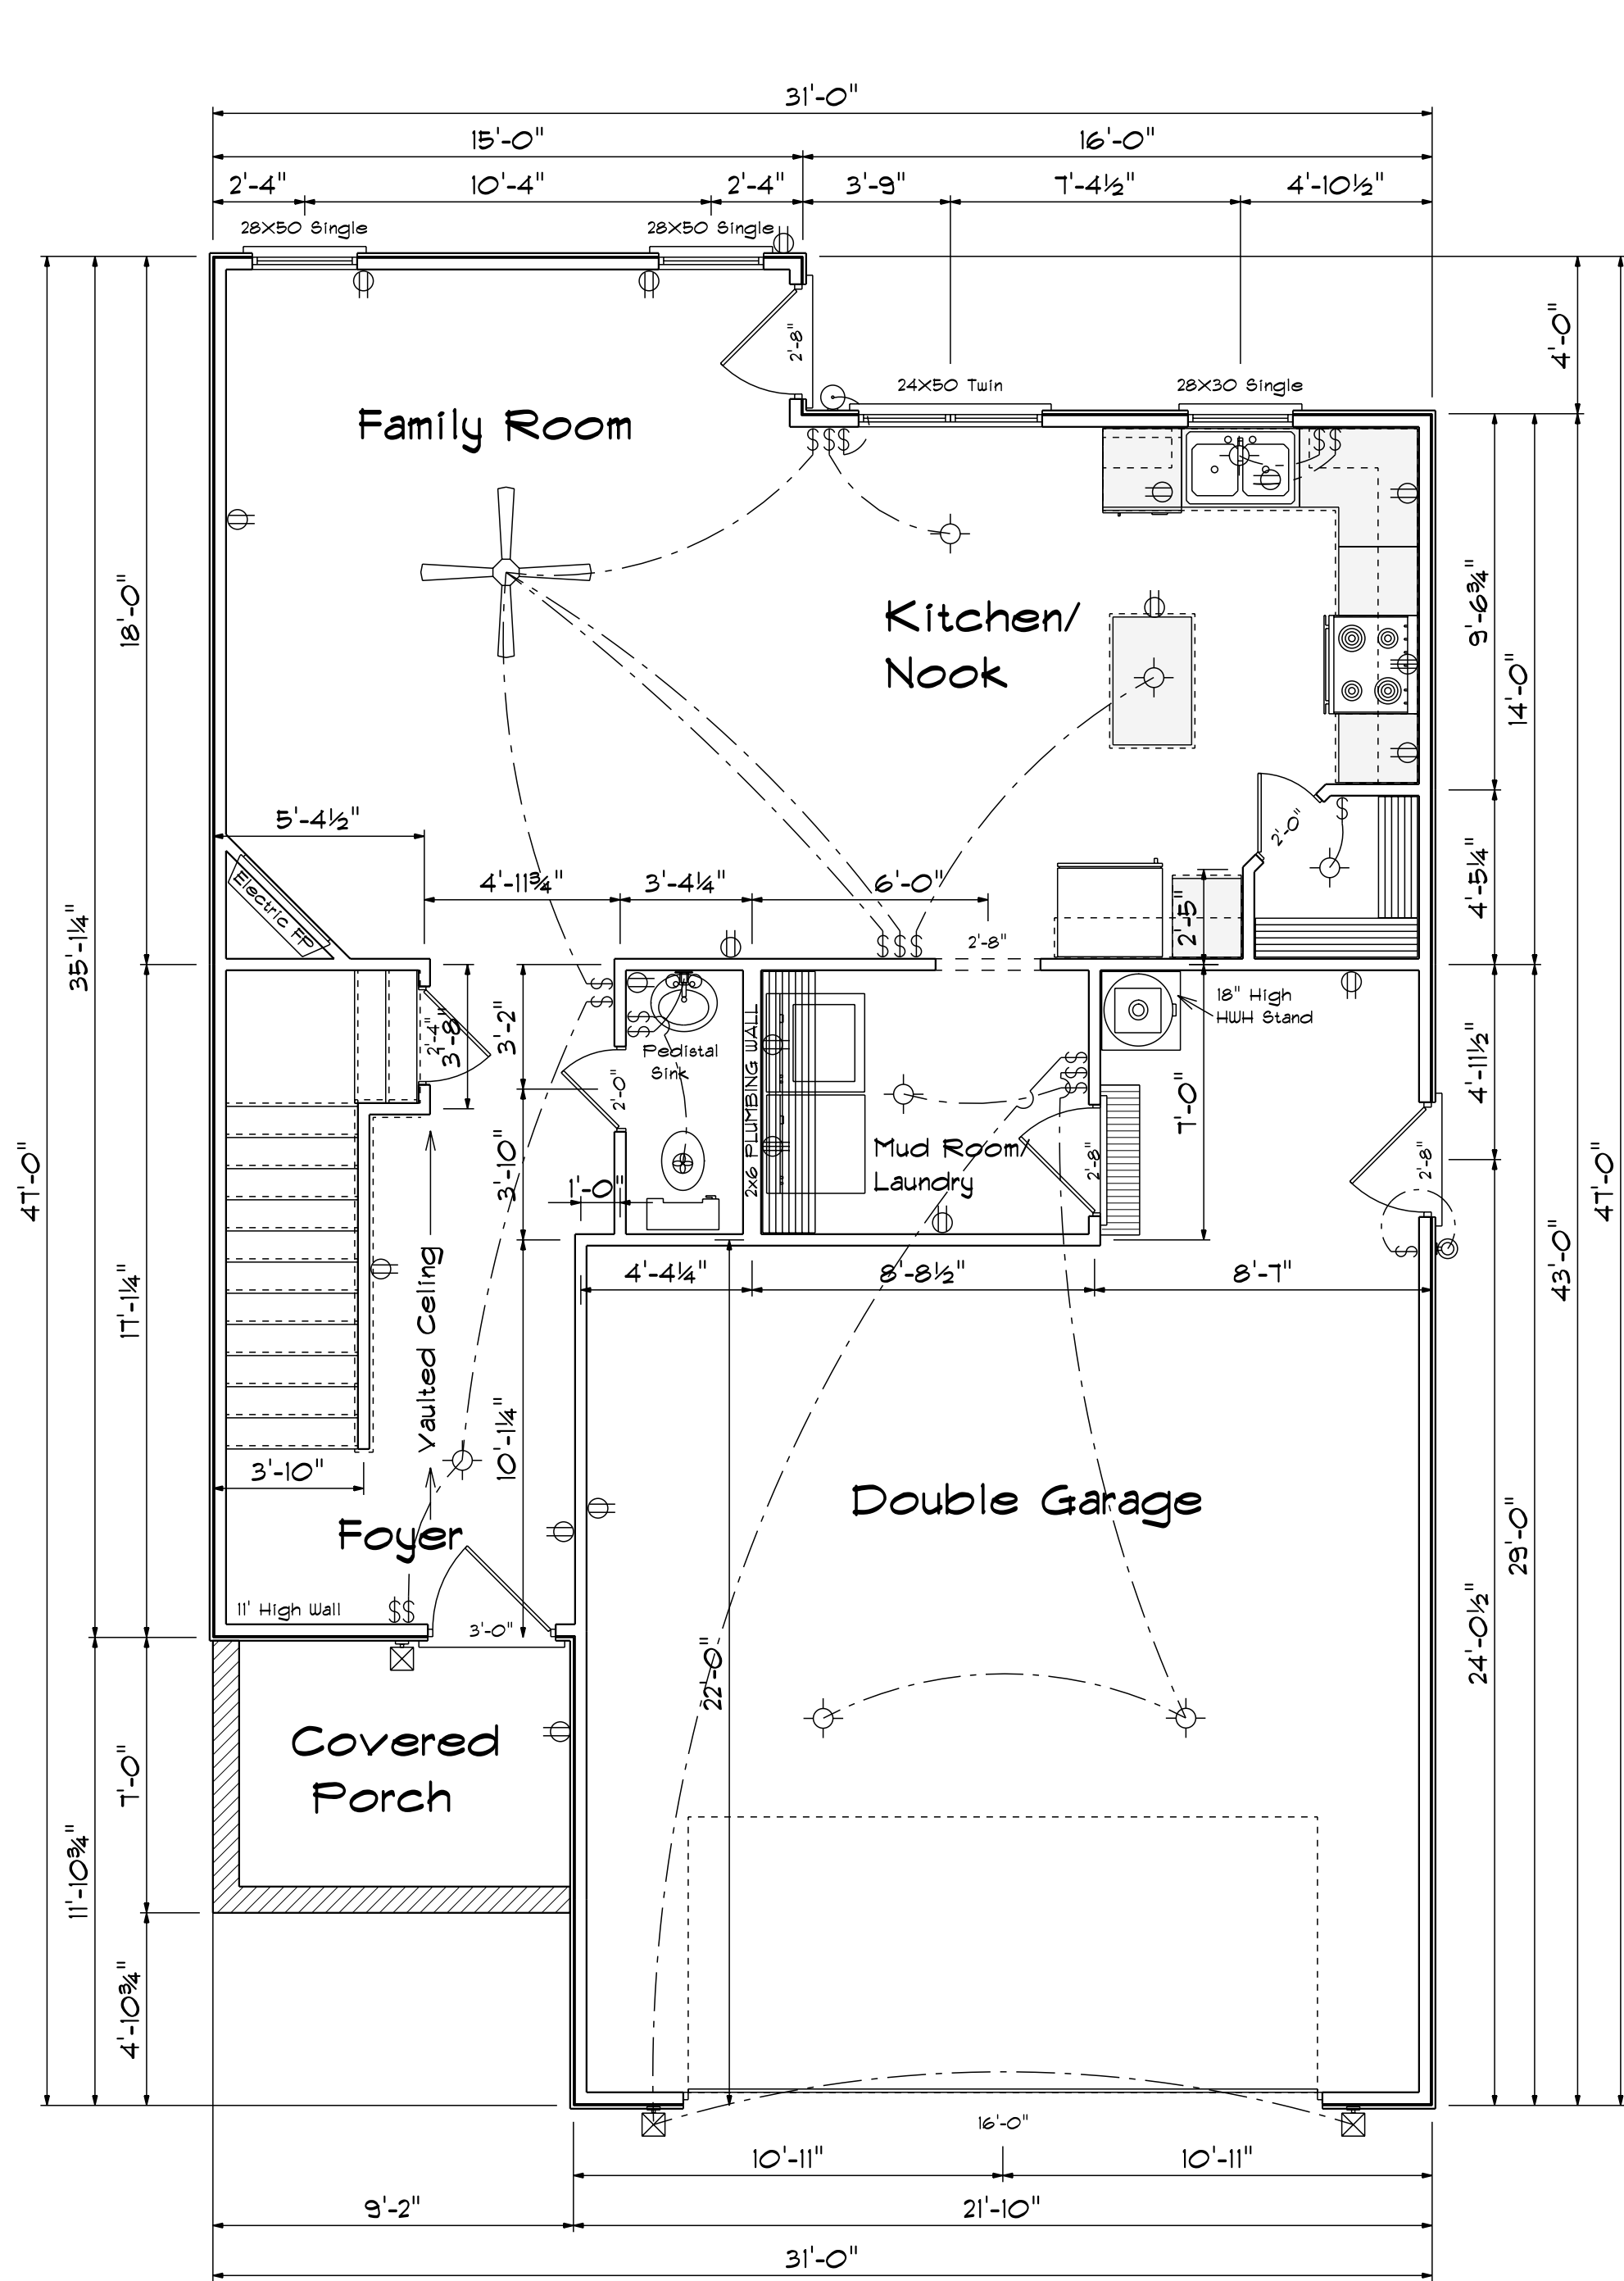 31'-0"
15'-0"
16'-0"
2'-4"
10'-4"
2'-4"
3'-9"
7'-4½"
4'-10½"
28X50 Single
28X50 Single
2'-8"
4'-0"
24X50 Twin
28X30 Single
$ $ $
$ $
Family Room
Kitchen/
Nook
18'-0"
9'-6¾"
14'-0"
5'-4½"
2'-0"
$
Electric FP
4'-11¾"
3'-4¼"
6'-0"
2'-5"
4'-5¼"
35'-1¼"
$ $ $
2'-8"
$
$
18" High
HWH Stand
2'-4"
3'-8"
3'-2"
$ $
Pedistal
Sink
2x6 PLUMBING WALL
$
$
$
2'-0"
7'-0"
4'-11½"
3'-10"
1'-0"
Mud Room/
Laundry
2'-8"
2'-8"
47'-0"
47'-0"
$
43'-0"
17'-1¼"
4'-4¼"
8'-8½"
8'-7"
Vaulted Celing
10'-1¼"
3'-10"
Double Garage
29'-0"
Foyer
11' High Wall
$ $
3'-0"
22'-0"
24'-0½"
Covered
Porch
7'-0"
11'-10¾"
4'-10¾"
16'-0"
10'-11"
10'-11"
9'-2"
21'-10"
31'-0"